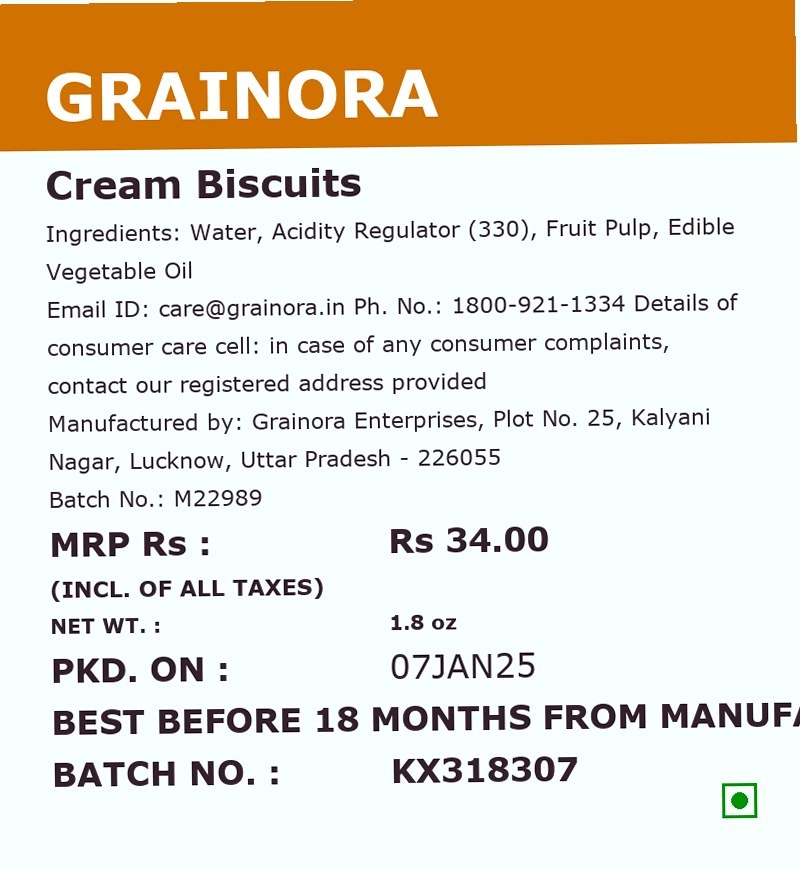 GRAINORA
Cream Biscuits
Ingredients: Water, Acidity Regulator (330), Fruit Pulp, Edible
Vegetable Oil
Email ID: care@grainora.in Ph. No.: 1800-921-1334 Details of
consumer care cell: in case of any consumer complaints,
contact our registered address provided
Manufactured by: Grainora Enterprises, Plot No. 25, Kalyani
Nagar, Lucknow, Uttar Pradesh - 226055
Batch No.: M22989
MRP Rs : Rs 34.00
(INCL. OF ALL TAXES)
NET WT. : 1.8 oz
PKD. ON : 07JAN25
BEST BEFORE 18 MONTHS FROM
BATCH NO. : KX318307